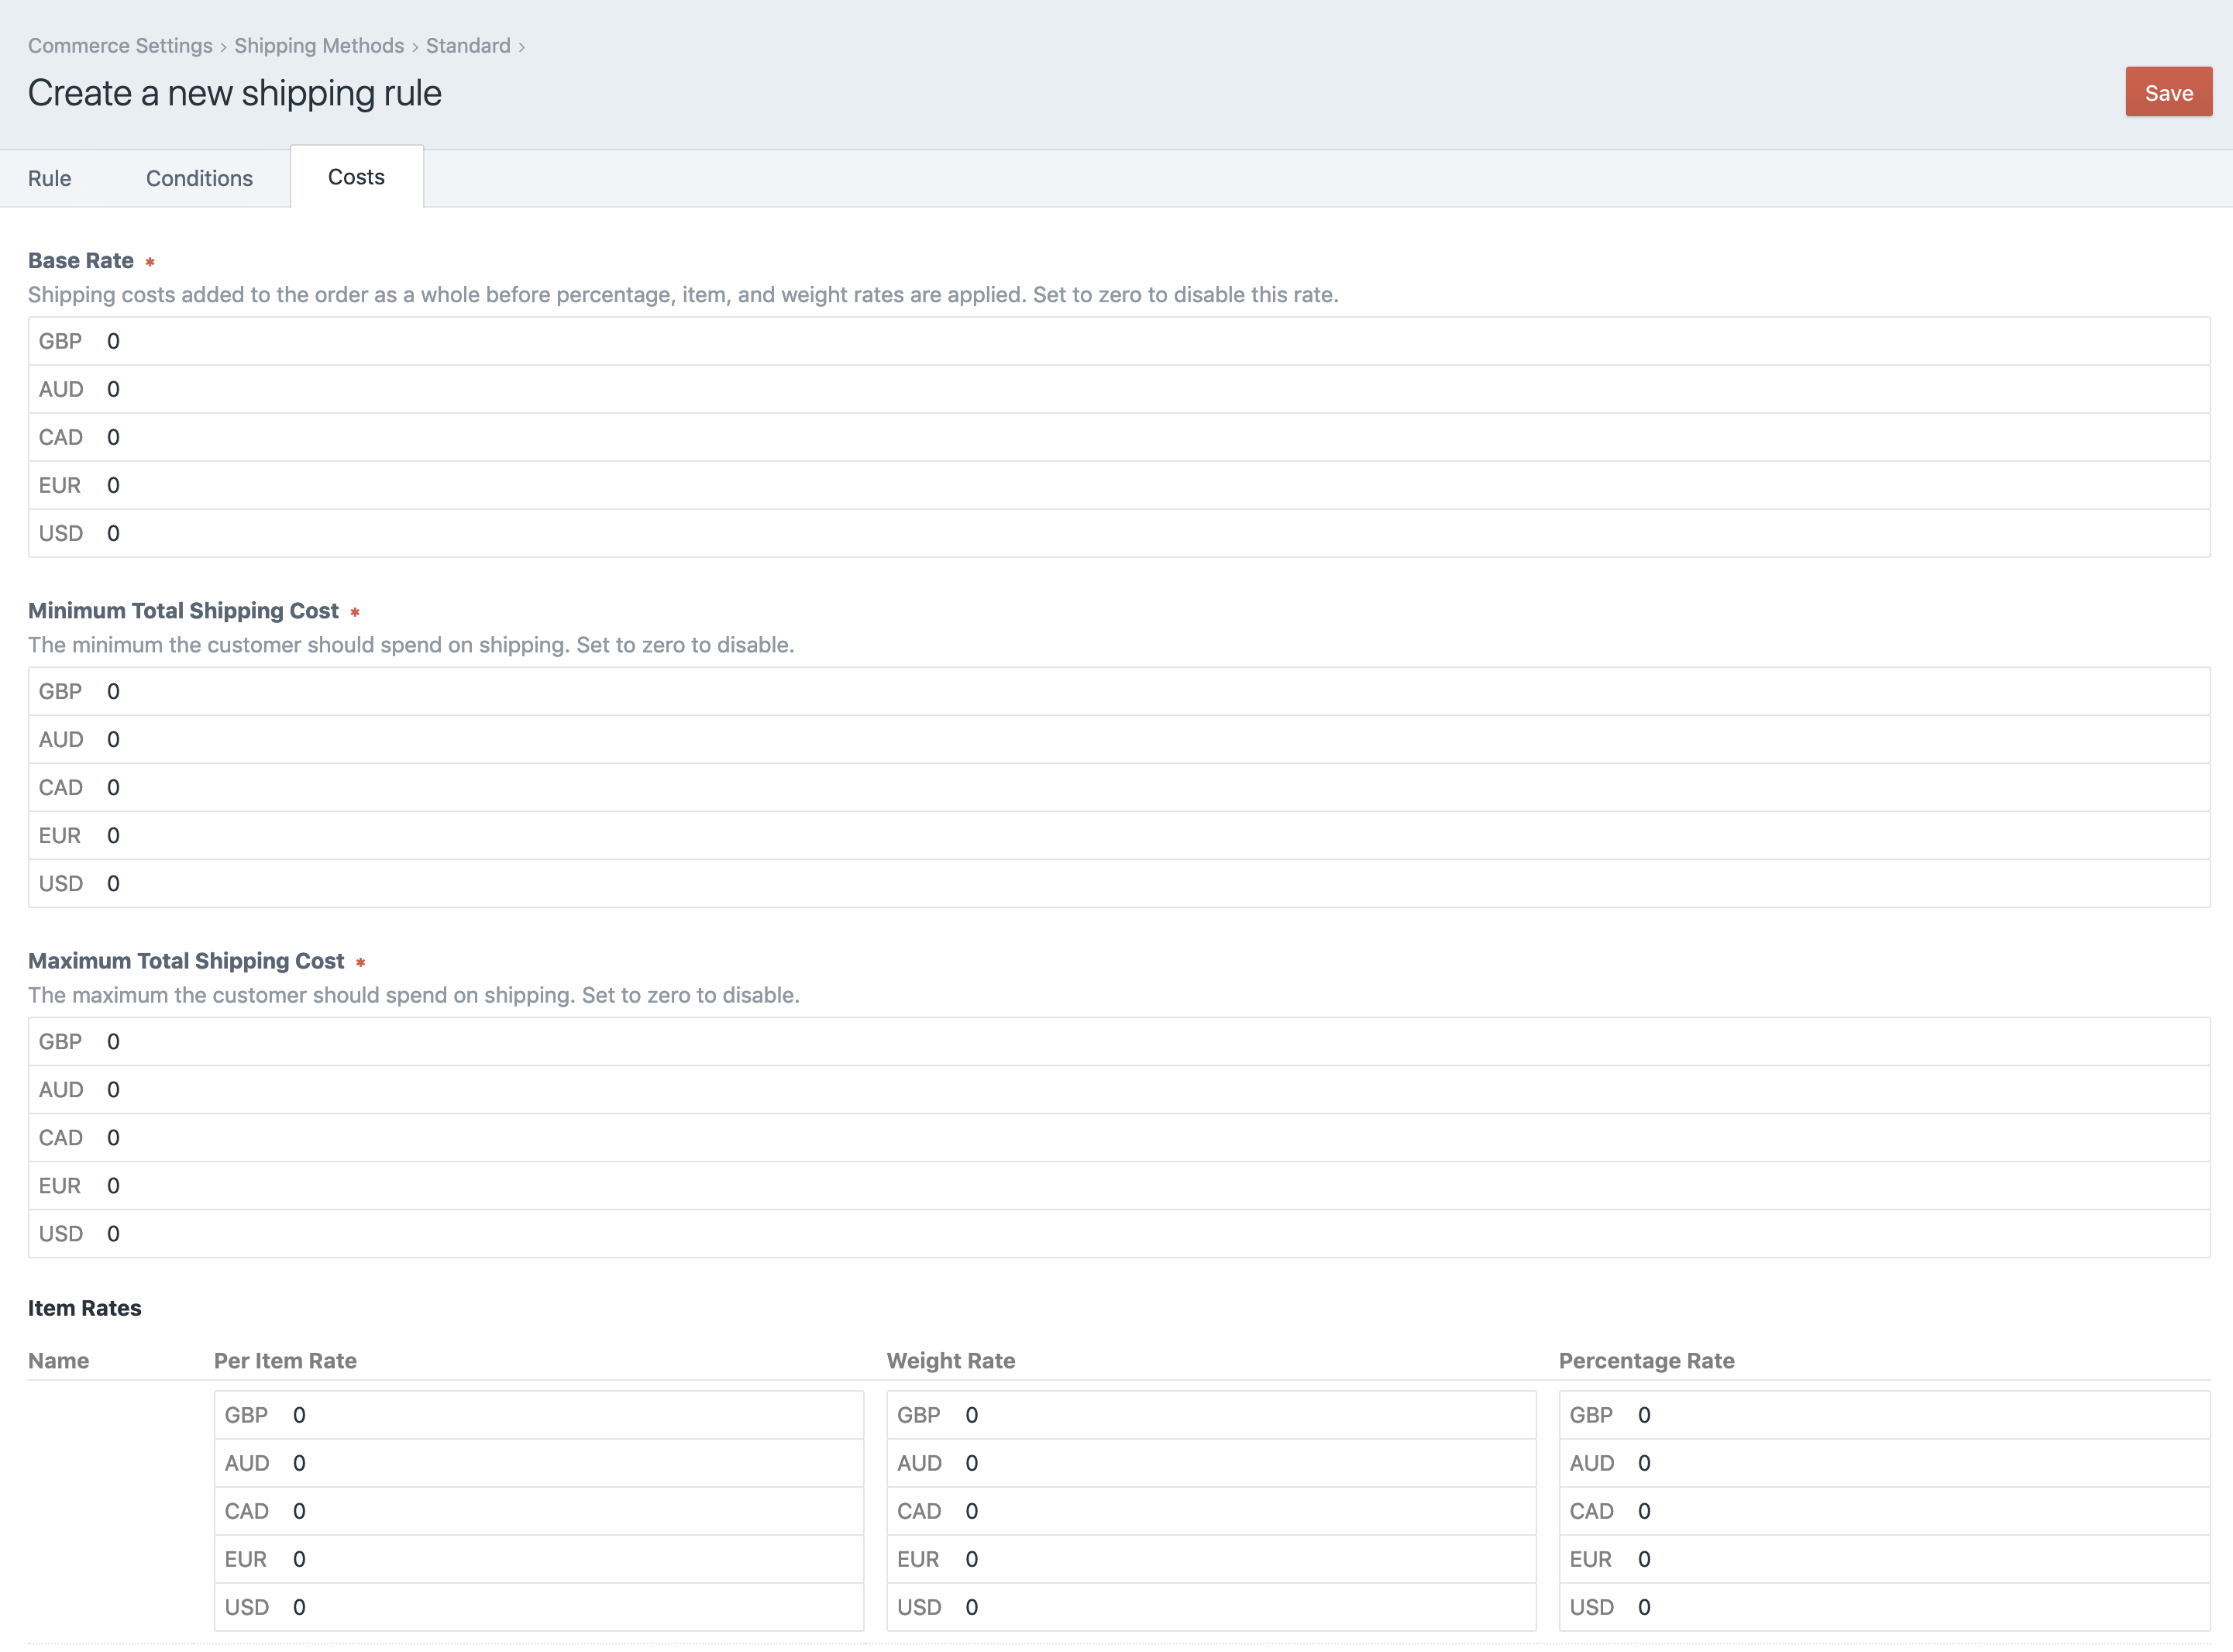 Commerce Settings › Shipping Methods › Standard ›
Create a new shipping rule
Save
Rule Conditions Costs
Base Rate *
Shipping costs added to the order as a whole before percentage, item, and weight rates are applied. Set to zero to disable this rate.
GBP 0
AUD 0
CAD 0
EUR 0
USD 0
Minimum Total Shipping Cost *
The minimum the customer should spend on shipping. Set to zero to disable.
GBP 0
AUD 0
CAD 0
EUR 0
USD 0
Maximum Total Shipping Cost *
The maximum the customer should spend on shipping. Set to zero to disable.
GBP 0
AUD 0
CAD 0
EUR 0
USD 0
Item Rates
Name Per Item Rate Weight Rate Percentage Rate
GBP 0 GBP 0 GBP 0
AUD 0 AUD 0 AUD 0
CAD 0 CAD 0 CAD 0
EUR 0 EUR 0 EUR 0
USD 0 USD 0 USD 0